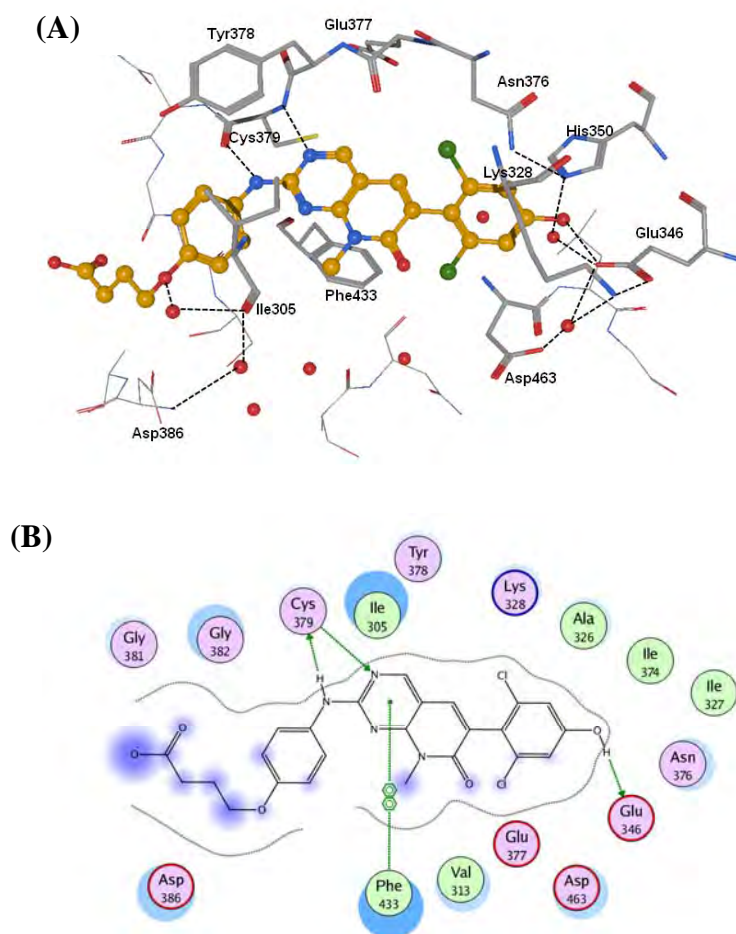 (A)
Glu377
Tyr378
Asn376
His350
Cys379
Lys328
Glu346
Phe433
Ile305
Asp463
Asp386
(B)
Tyr
378
Lys
328
Cys
379
Ile
305
Ala
326
Gly
381
Gly
382
Ile
374
Ile
327
H
N
N
Cl
O
O
O
N
N
N
O
Cl
O
H
Asn
376
Glu
346
Glu
377
Asp
386
Phe
433
Val
313
Asp
463